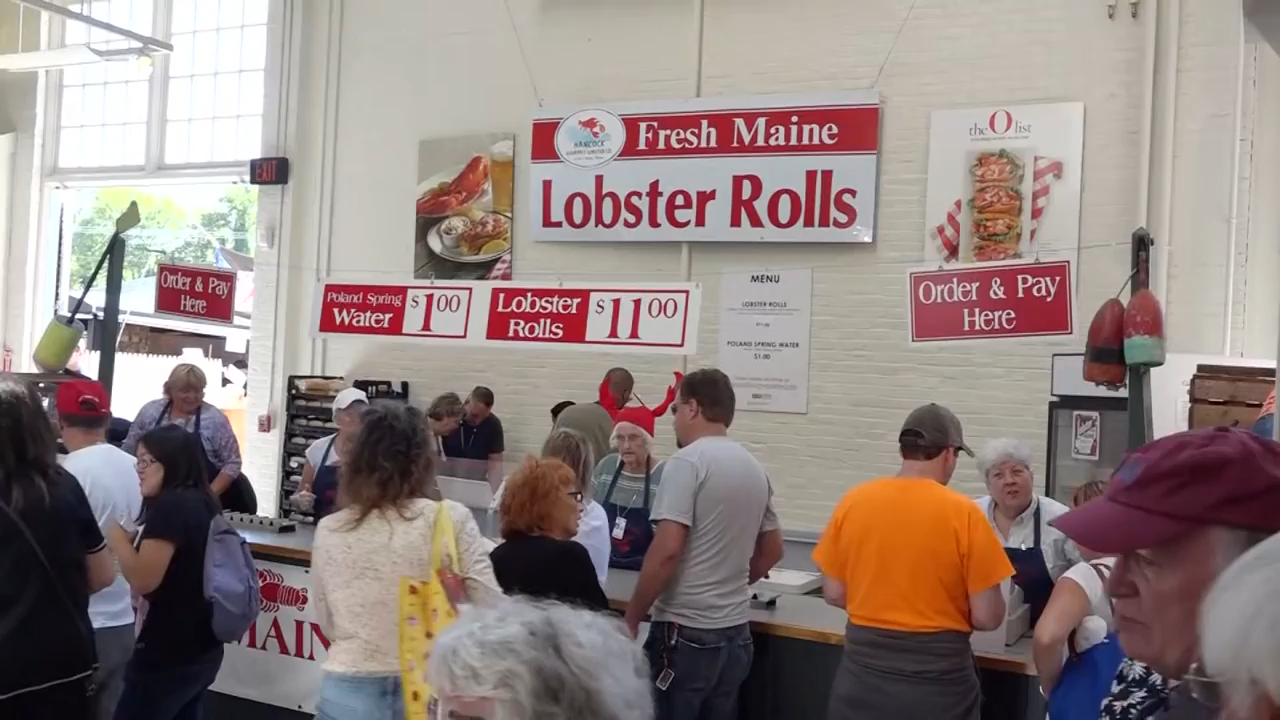 EXIT
HANCOCK
Fresh Maine
Lobster Rolls
the O list
Order & Pay
Here
Poland Spring
Water
$1.00
Lobster
Rolls
$11.00
MENU
LOBSTER ROLLS
POLAND SPRING WATER
$1.00
Order & Pay
Here
MAIN